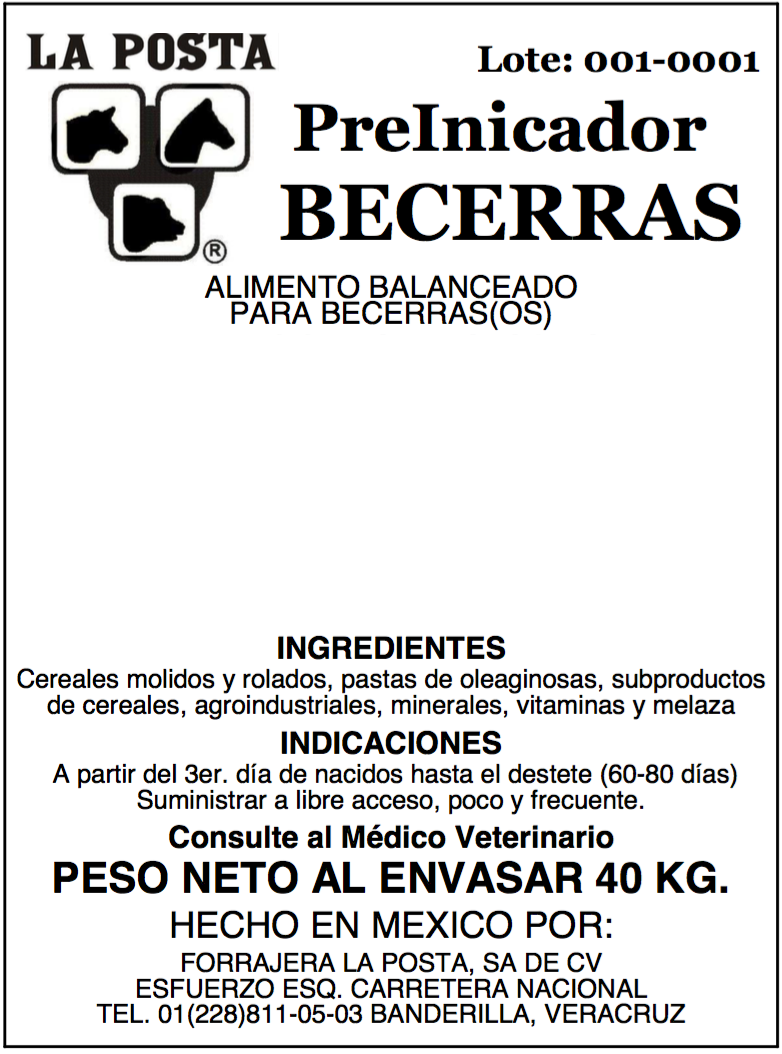 LA POSTA
Lote: 001-0001
PreInicador
BECERRAS
®
ALIMENTO BALANCEADO
PARA BECERRAS(OS)
INGREDIENTES
Cereales molidos y rolados, pastas de oleaginosas, subproductos
de cereales, agroindustriales, minerales, vitaminas y melaza
INDICACIONES
A partir del 3er. día de nacidos hasta el destete (60-80 días)
Suministrar a libre acceso, poco y frecuente.
Consulte al Médico Veterinario
PESO NETO AL ENVASAR 40 KG.
HECHO EN MEXICO POR:
FORRAJERA LA POSTA, SA DE CV
ESFUERZO ESQ. CARRETERA NACIONAL
TEL. 01(228)811-05-03 BANDERILLA, VERACRUZ